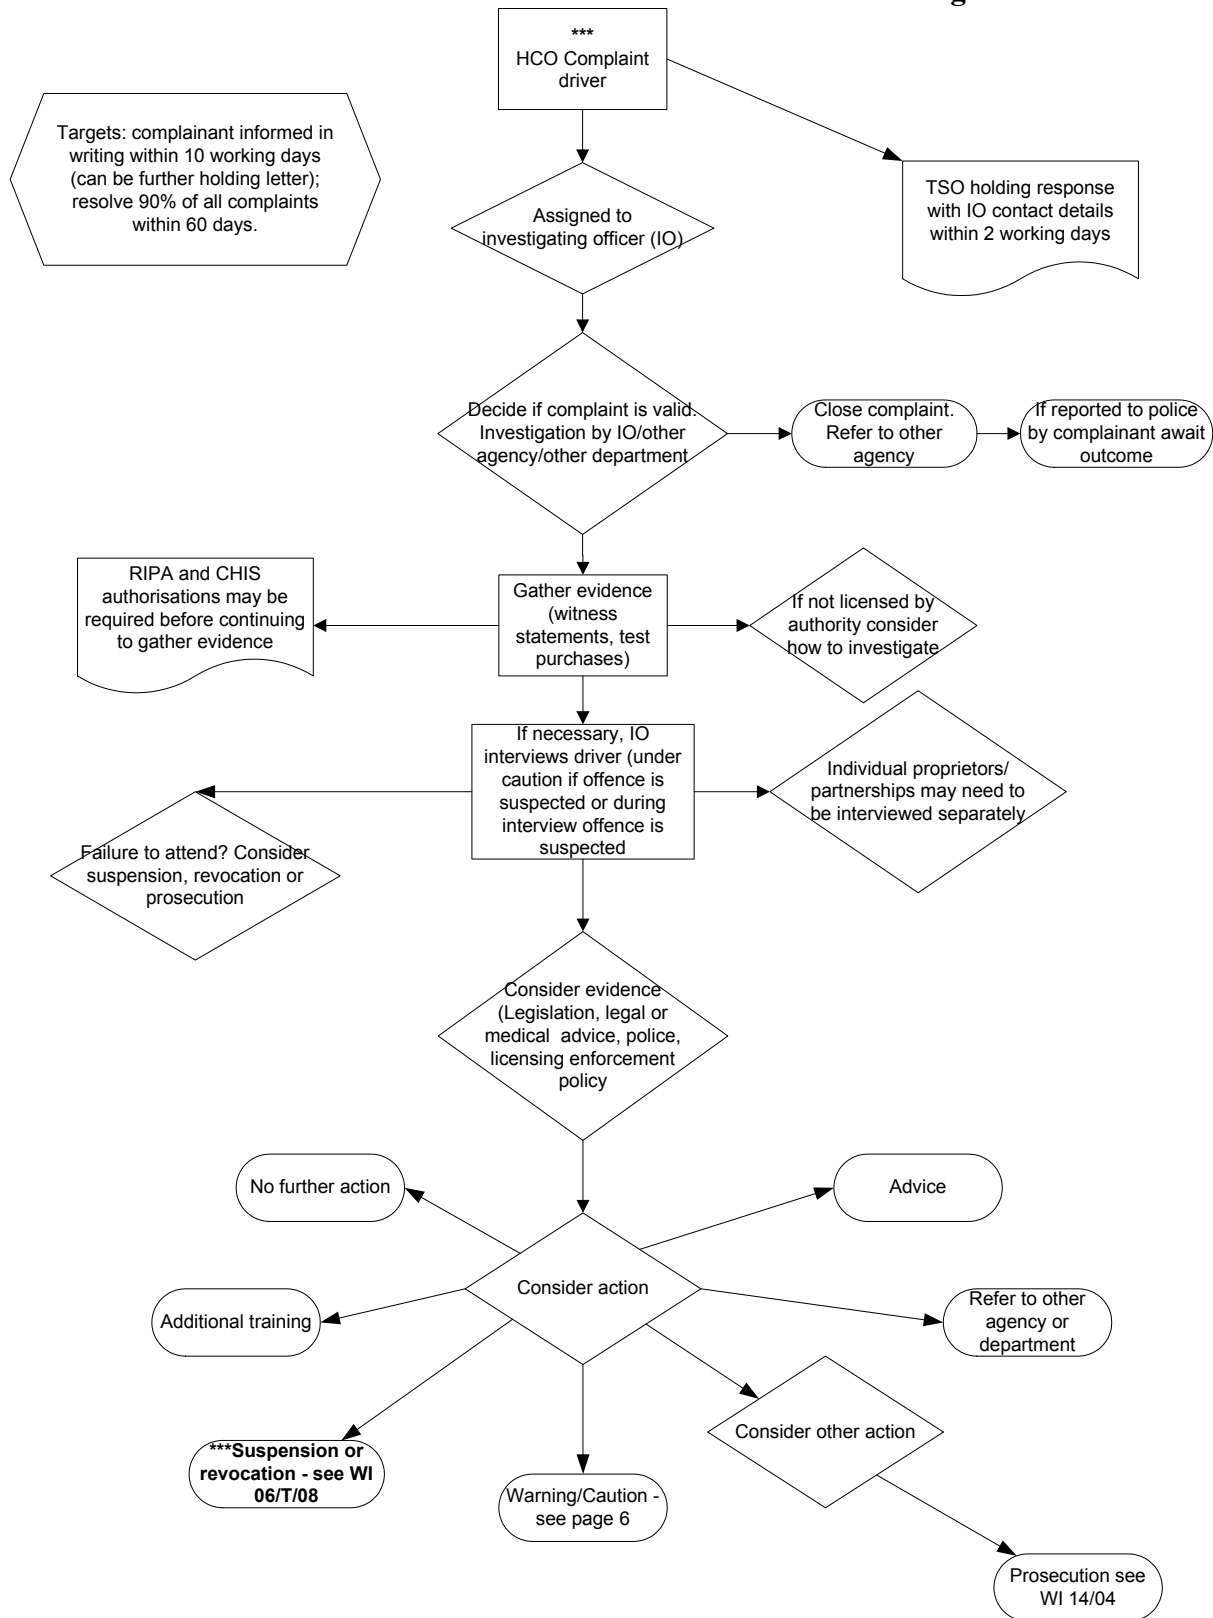 ***
HCO Complaint
driver
Targets: complainant informed in
writing within 10 working days
(can be further holding letter);
resolve 90% of all complaints
within 60 days.
TSO holding response
with IO contact details
within 2 working days
Assigned to
investigating officer (IO)
Decide if complaint is valid.
Investigation by IO/other
agency/other department
Close complaint.
Refer to other
agency
If reported to police
by complainant await
outcome
RIPA and CHIS
authorisations may be
required before continuing
to gather evidence
Gather evidence
(witness
statements, test
purchases)
If not licensed by
authority consider
how to investigate
If necessary, IO
interviews driver (under
caution if offence is
suspected or during
interview offence is
suspected
Individual proprietors/
partnerships may need to
be interviewed separately
Failure to attend? Consider
suspension, revocation or
prosecution
Consider evidence
(Legislation, legal or
medical  advice, police,
licensing enforcement
policy
No further action
Advice
Consider action
Additional training
Refer to other
agency or
department
Consider other action
***Suspension or
revocation - see WI
06/T/08
Warning/Caution -
see page 6
Prosecution see
WI 14/04